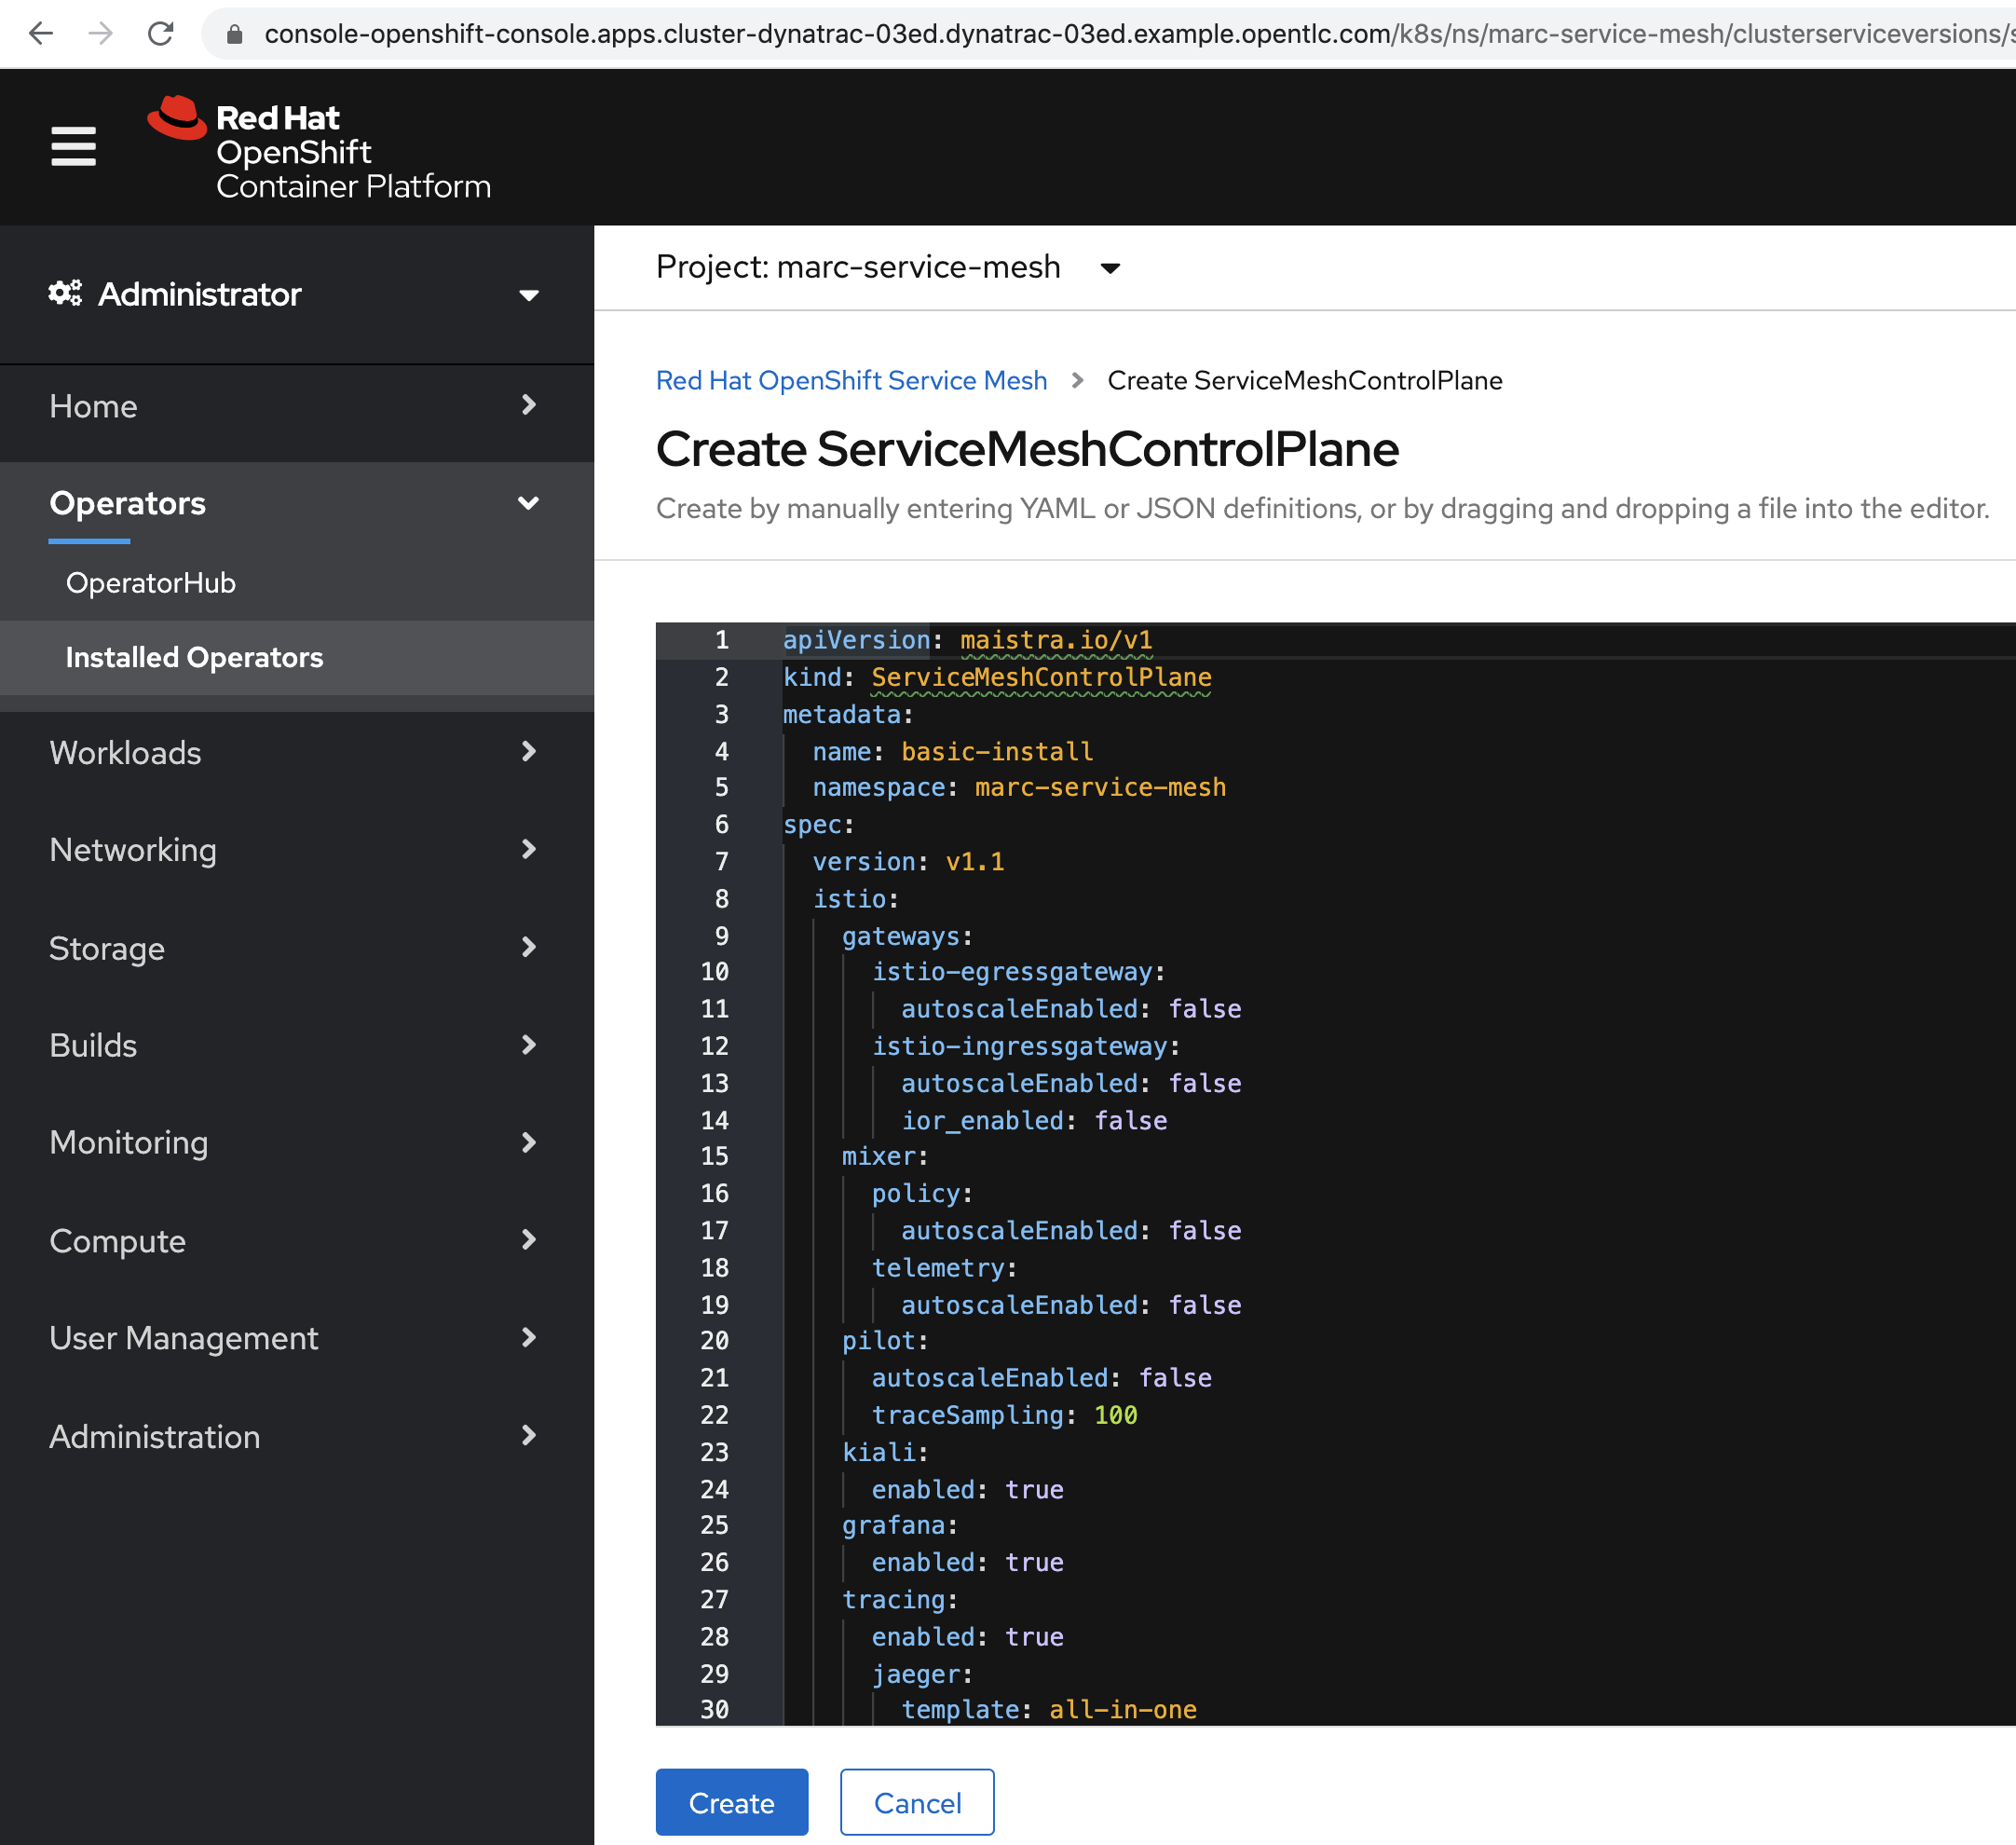 console-openshift-console.apps.cluster-dynatrac-03ed.dynatrac-03ed.example.opentlc.com/k8s/ns/marc-service-mesh/clusterserviceversions/s
Red Hat
OpenShift
Container Platform
Administrator
Home
Operators
OperatorHub
Installed Operators
Workloads
Networking
Storage
Builds
Monitoring
Compute
User Management
Administration
Project: marc-service-mesh
Red Hat OpenShift Service Mesh > Create ServiceMeshControlPlane
Create ServiceMeshControlPlane
Create by manually entering YAML or JSON definitions, or by dragging and dropping a file into the editor.
1 apiVersion: maistra.io/v1
2 kind: ServiceMeshControlPlane
3 metadata:
4   name: basic-install
5   namespace: marc-service-mesh
6 spec:
7   version: v1.1
8   istio:
9     gateways:
10       istio-egressgateway:
11         autoscaleEnabled: false
12       istio-ingressgateway:
13         autoscaleEnabled: false
14         ior_enabled: false
15     mixer:
16       policy:
17         autoscaleEnabled: false
18       telemetry:
19         autoscaleEnabled: false
20     pilot:
21       autoscaleEnabled: false
22       traceSampling: 100
23     kiali:
24       enabled: true
25     grafana:
26       enabled: true
27     tracing:
28       enabled: true
29       jaeger:
30         template: all-in-one
Create Cancel